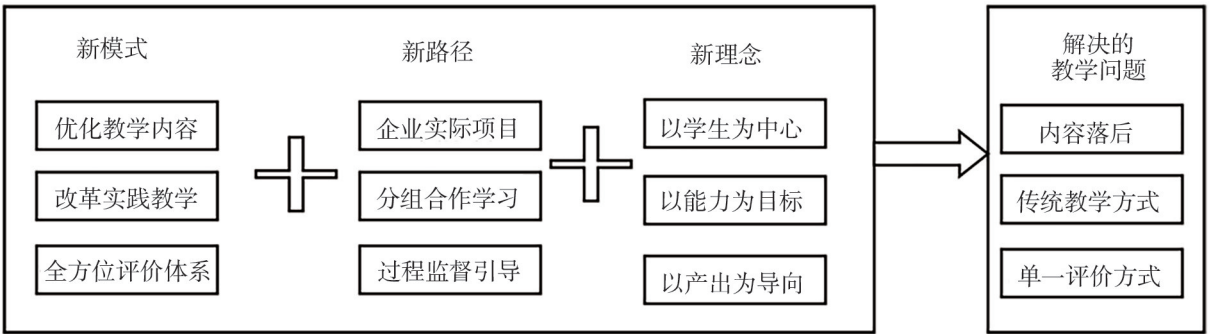 新模式
优化教学内容
改革实践教学
全方位评价体系
新路径
企业实际项目
分组合作学习
过程监督引导
新理念
以学生为中心
以能力为目标
以产出为导向
解决的
教学问题
内容落后
传统教学方式
单一评价方式